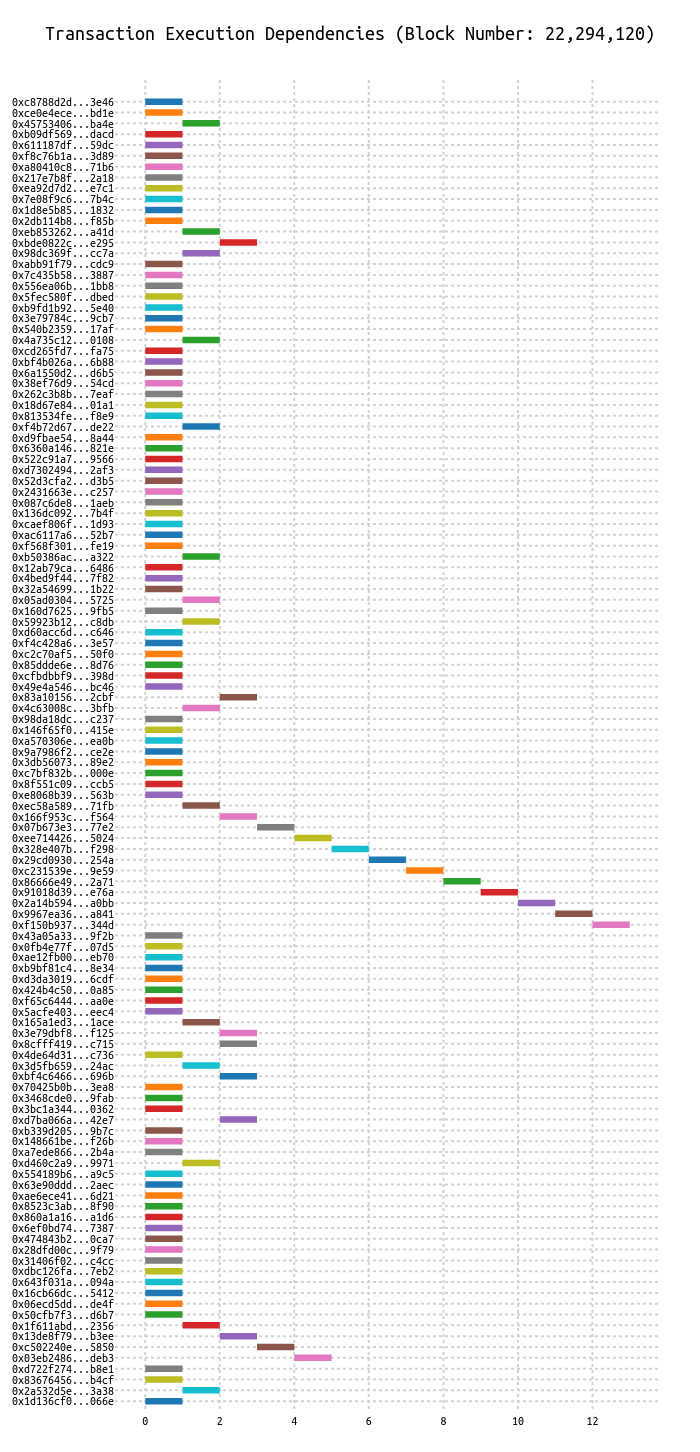 Transaction Execution Dependencies (Block Number: 22,294,120)
0xc8788d2d...3e46
0xce0e4ece...bd1e
0x45753406...ba4e
0xb09df569...dacd
0x611187df...59dc
0xf8c76b1a...3d89
0xa80410c8...71b6
0x217e7b8f...2a18
0xea92d7d2...e7c1
0x7e08f9c6...7b4c
0x1d8e5b85...1832
0x2db114b8...f85b
0xeb853262...a41d
0xbde0822c...e295
0x98dc369f...cc7a
0xabb91f79...cdc9
0x7c435b58...3887
0x556ea06b...1bb8
0x5fec580f...dbed
0xb9fd1b92...5e40
0x3e79784c...9cb7
0x540b2359...17af
0x4a735c12...0108
0xcd265fd7...fa75
0xbf4b026a...6b88
0x6a1550d2...d6b5
0x38ef76d9...54cd
0x262c3b8b...7eaf
0x18d67e84...01a1
0x813534fe...f8e9
0xf4b72d67...de22
0xd9fbae54...8a44
0x6360a146...821e
0x522c91a7...9566
0xd7302494...2af3
0x52d3cfa2...d3b5
0x2431663e...c257
0x087c6de8...1aeb
0x136dc092...7b4f
0xcaef806f...1d93
0xac6117a6...52b7
0xf568f301...fe19
0xb50386ac...a322
0x12ab79ca...6486
0x4bed9f44...7f82
0x32a54699...1b22
0x05ad0304...5725
0x160d7625...9fb5
0x59923b12...c8db
0xd60acc6d...c646
0xf4c428a6...3e57
0xc2c70af5...50f0
0x85ddde6e...8d76
0xcfbdbbf9...398d
0x49e4a546...bc46
0x83a10156...2cbf
0x4c63008c...3bfb
0x98da18dc...c237
0x146f65f0...415e
0xa570306e...ea0b
0x9a7986f2...ce2e
0x3db56073...89e2
0xc7bf832b...000e
0x8f551c09...ccb5
0xe8068b39...563b
0xec58a589...71fb
0x166f953c...f564
0x07b673e3...77e2
0xee714426...5024
0x328e407b...f298
0x29cd0930...254a
0xc231539e...9e59
0x86666e49...2a71
0x91018d39...e76a
0x2a14b594...a0bb
0x9967ea36...a841
0xf150b937...344d
0x43a05a33...9f2b
0x0fb4e77f...07d5
0xae12fb00...eb70
0xb9bf81c4...8e34
0xd3da3019...6cdf
0x424b4c50...0a85
0xf65c6444...aa0e
0x5acfe403...eec4
0x165a1ed3...1ace
0x3e79dbf8...f125
0x8cfff419...c715
0x4de64d31...c736
0x3d5fb659...24ac
0xbf4c6466...696b
0x70425b0b...3ea8
0x3468cde0...9fab
0x3bc1a344...0362
0xd7ba066a...42e7
0xb339d205...9b7c
0x148661be...f26b
0xa7ede866...2b4a
0xd460c2a9...9971
0x554189b6...a9c5
0x63e90ddd...2aec
0xae6ece41...6d21
0x8523c3ab...8f90
0x860a1a16...a1d6
0x6ef0bd74...7387
0x474843b2...0ca7
0x28dfd00c...9f79
0x31406f02...c4cc
0xdbc126fa...7eb2
0x643f031a...094a
0x16cb66dc...5412
0x06ecd5dd...de4f
0x50cfb7f3...d6b7
0x1f611abd...2356
0x13de8f79...b3ee
0xc502240e...5850
0x03eb2486...deb3
0xd722f274...b8e1
0x83676456...b4cf
0x2a532d5e...3a38
0x1d136cf0...066e
0 2 4 6 8 10 12